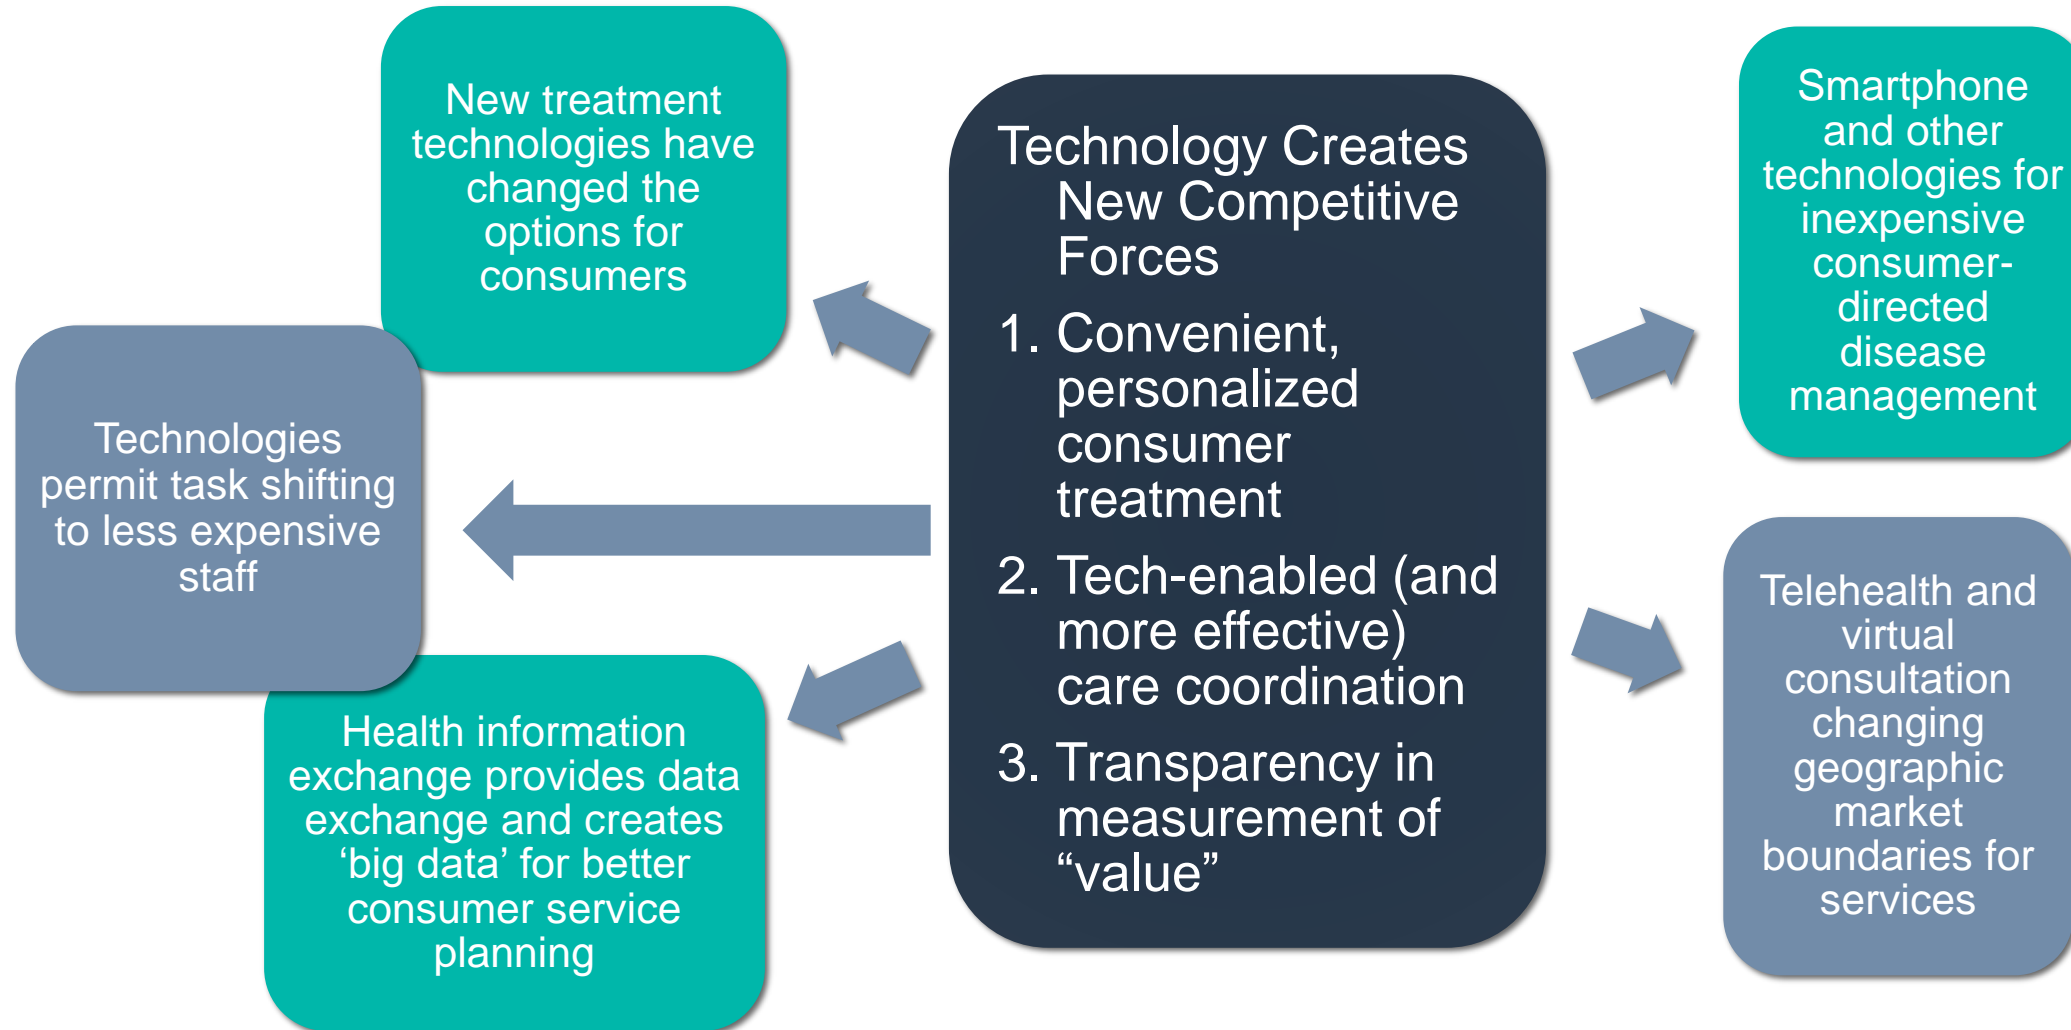 New treatment
technologies have
changed the
options for
consumers
Technologies
permit task shifting
to less expensive
staff
Health information
exchange provides data
exchange and creates
‘big data’ for better
consumer service
planning
Technology Creates
New Competitive
Forces
1. Convenient,
personalized
consumer
treatment
2. Tech-enabled (and
more effective)
care coordination
3. Transparency in
measurement of
“value”
Smartphone
and other
technologies for
inexpensive
consumer-
directed
disease
management
Telehealth and
virtual
consultation
changing
geographic
market
boundaries for
services